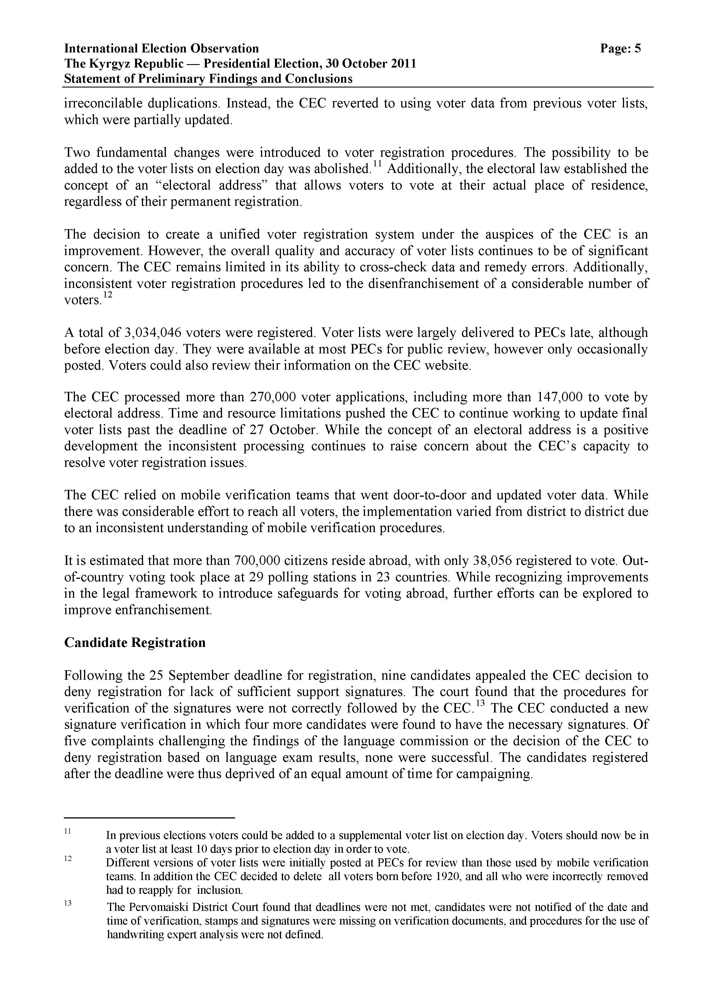 International Election Observation Page: 5
The Kyrgyz Republic — Presidential Election, 30 October 2011
Statement of Preliminary Findings and Conclusions
irreconcilable duplications. Instead, the CEC reverted to using voter data from previous voter lists,
which were partially updated.
Two fundamental changes were introduced to voter registration procedures. The possibility to be
added to the voter lists on election day was abolished.11 Additionally, the electoral law established the
concept of an “electoral address” that allows voters to vote at their actual place of residence,
regardless of their permanent registration.
The decision to create a unified voter registration system under the auspices of the CEC is an
improvement. However, the overall quality and accuracy of voter lists continues to be of significant
concern. The CEC remains limited in its ability to cross-check data and remedy errors. Additionally,
inconsistent voter registration procedures led to the disenfranchisement of a considerable number of
voters.12
A total of 3,034,046 voters were registered. Voter lists were largely delivered to PECs late, although
before election day. They were available at most PECs for public review, however only occasionally
posted. Voters could also review their information on the CEC website.
The CEC processed more than 270,000 voter applications, including more than 147,000 to vote by
electoral address. Time and resource limitations pushed the CEC to continue working to update final
voter lists past the deadline of 27 October. While the concept of an electoral address is a positive
development the inconsistent processing continues to raise concern about the CEC’s capacity to
resolve voter registration issues.
The CEC relied on mobile verification teams that went door-to-door and updated voter data. While
there was considerable effort to reach all voters, the implementation varied from district to district due
to an inconsistent understanding of mobile verification procedures.
It is estimated that more than 700,000 citizens reside abroad, with only 38,056 registered to vote. Out-
of-country voting took place at 29 polling stations in 23 countries. While recognizing improvements
in the legal framework to introduce safeguards for voting abroad, further efforts can be explored to
improve enfranchisement.
Candidate Registration
Following the 25 September deadline for registration, nine candidates appealed the CEC decision to
deny registration for lack of sufficient support signatures. The court found that the procedures for
verification of the signatures were not correctly followed by the CEC.13 The CEC conducted a new
signature verification in which four more candidates were found to have the necessary signatures. Of
five complaints challenging the findings of the language commission or the decision of the CEC to
deny registration based on language exam results, none were successful. The candidates registered
after the deadline were thus deprived of an equal amount of time for campaigning.
11 In previous elections voters could be added to a supplemental voter list on election day. Voters should now be in
a voter list at least 10 days prior to election day in order to vote.
12 Different versions of voter lists were initially posted at PECs for review than those used by mobile verification
teams. In addition the CEC decided to delete all voters born before 1920, and all who were incorrectly removed
had to reapply for inclusion.
13 The Pervomaiski District Court found that deadlines were not met, candidates were not notified of the date and
time of verification, stamps and signatures were missing on verification documents, and procedures for the use of
handwriting expert analysis were not defined.